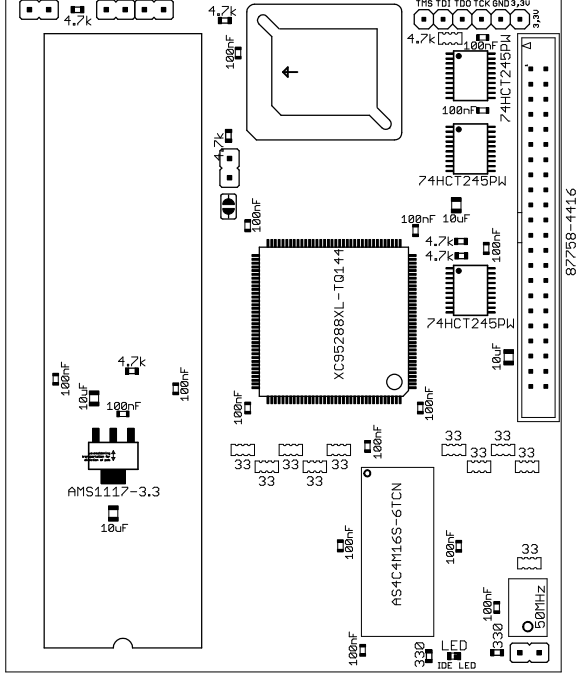 TMS TDI TDO TCK GND 3,3V
3,3V
4.7k
4.7k
100nF
4.7k
100nF
74HCT245PW
100nF
74HCT245PW
87758-4416
4.7k
100nF
10uF
100nF
4.7k
4.7k
100nF
74HCT245PW
XC95288XL-TQ144
10uF
100nF
4.7k
10uF
100nF
100nF
AMS1117-3.3
10uF
100nF
100nF
33
33
33
33
100nF
33
33
33
33
AS4C4M16S-6TCN
100nF
100nF
33
100nF
50MHz
100nF
330
LED
IDE LED
330